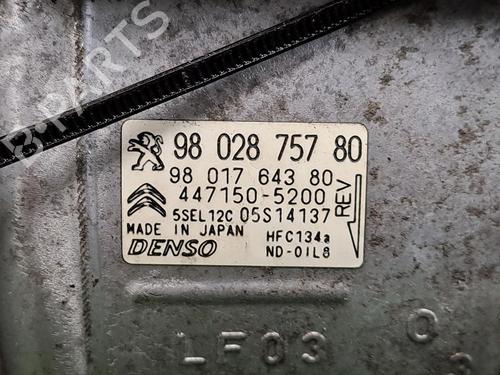 B-PARTS
98 028 757 80
98 017 643 80
447150-5200
5SEL12C 05S14137
REV
MADE IN JAPAN
HFC134a
DENSO
ND-OIL8
LF03